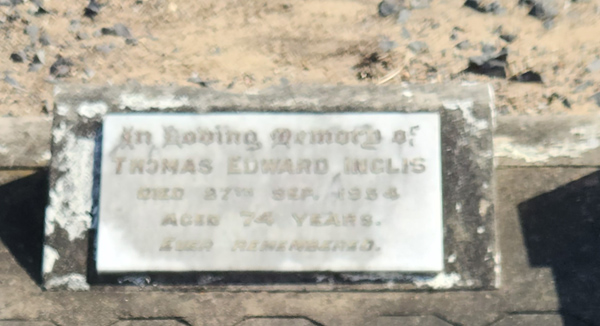 In Loving Memory of
THOMAS EDWARD INGLIS
DIED 27TH SEP. 1954
AGED 74 YEARS.
EVER REMEMBERED.